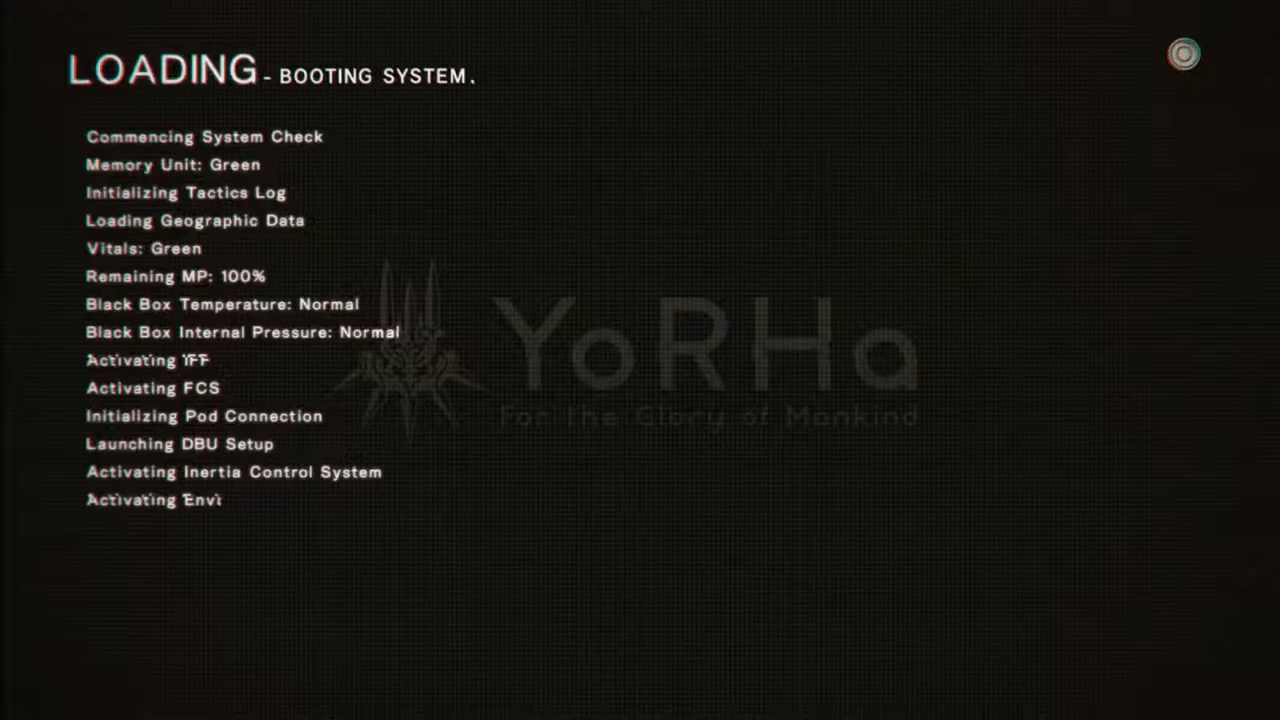 LOADING - BOOTING SYSTEM.
Commencing System Check
Memory Unit: Green
Initializing Tactics Log
Loading Geographic Data
Vitals: Green
Remaining MP: 100%
Black Box Temperature: Normal
Black Box Internal Pressure: Normal
Activating IFF
Activating FCS
Initializing Pod Connection
Launching DBU Setup
Activating Inertia Control System
Activating Envi
YoRHa
For the Glory of Mankind